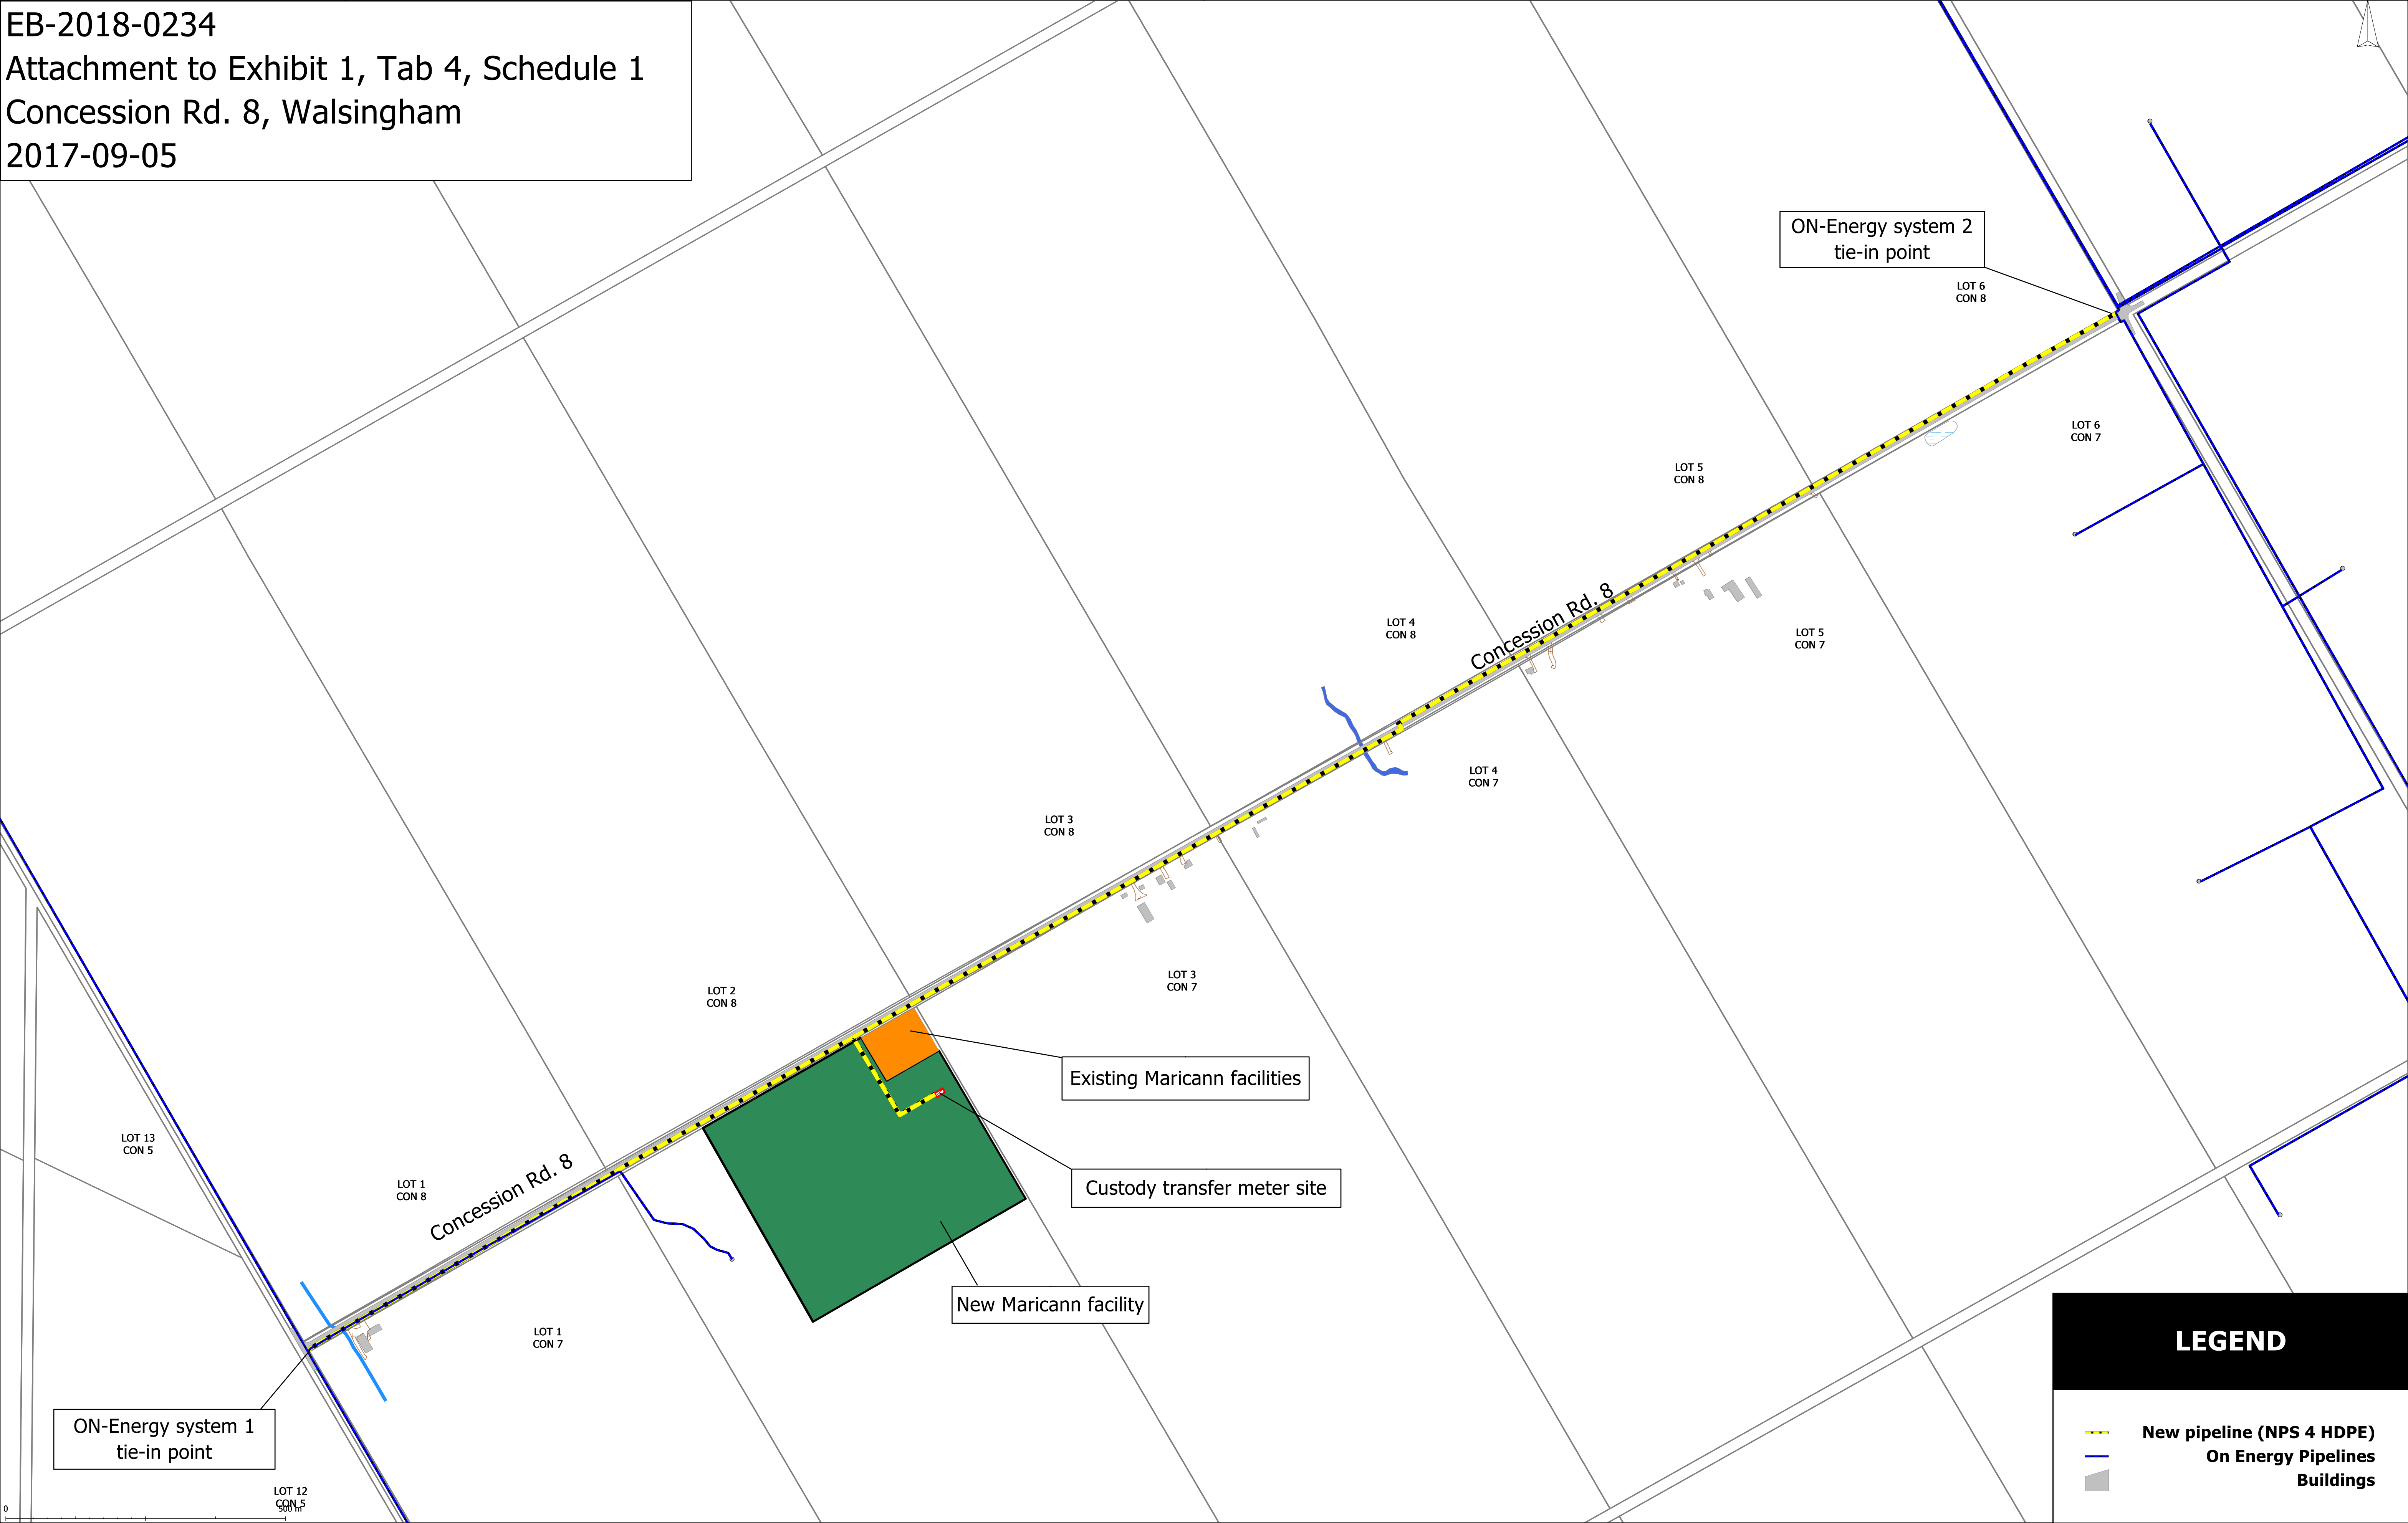 EB-2018-0234
Attachment to Exhibit 1, Tab 4, Schedule 1
Concession Rd. 8, Walsingham
2017-09-05
ON-Energy system 2
tie-in point
LOT 6
CON 8
LOT 6
CON 7
LOT 5
CON 8
Concession Rd. 8
LOT 4
CON 8
LOT 5
CON 7
LOT 4
CON 7
LOT 3
CON 8
LOT 3
CON 7
LOT 2
CON 8
Existing Maricann facilities
LOT 13
CON 5
LOT 1
CON 8
Concession Rd. 8
Custody transfer meter site
New Maricann facility
LOT 1
CON 7
ON-Energy system 1
tie-in point
LOT 12
CON 5
0
500 m
LEGEND
New pipeline (NPS 4 HDPE)
On Energy Pipelines
Buildings